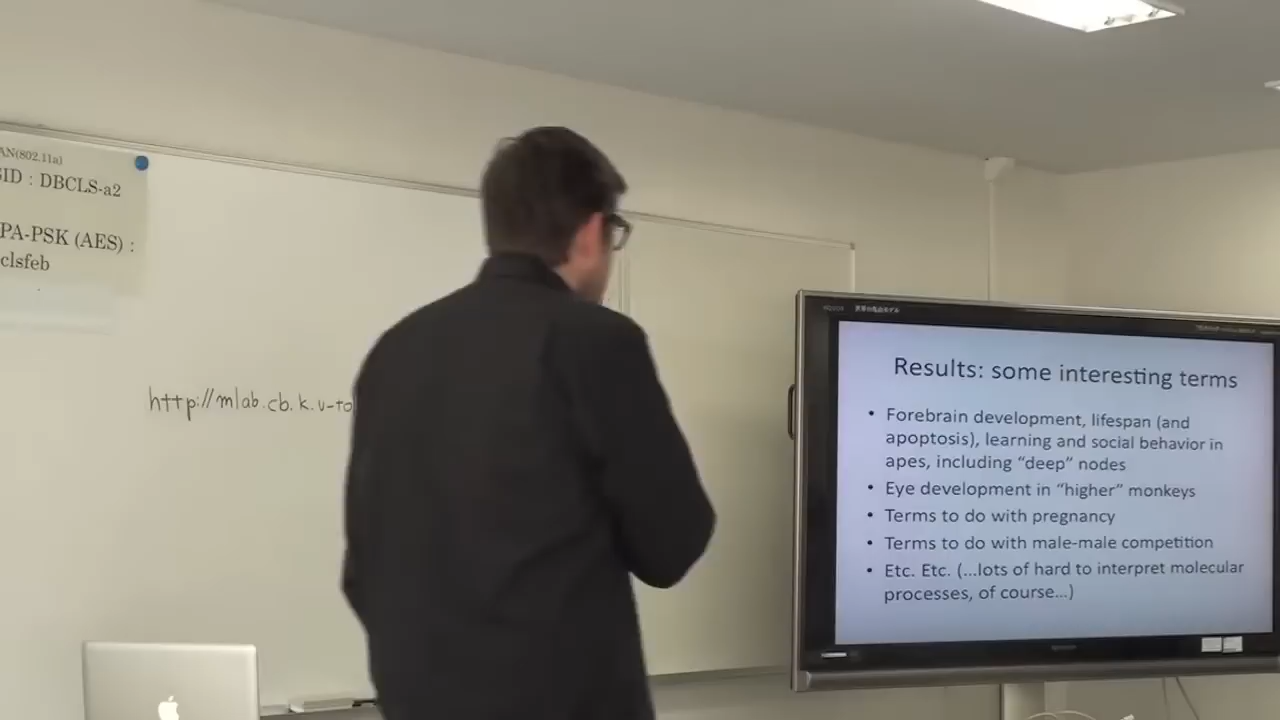 AN(802.11a)
SID : DBCLS-a2
PA-PSK (AES) :
clsfeb
http://mlab.cb.k.u-to
Results: some interesting terms
• Forebrain development, lifespan (and
apoptosis), learning and social behavior in
apes, including “deep” nodes
• Eye development in “higher” monkeys
• Terms to do with pregnancy
• Terms to do with male-male competition
• Etc. Etc. (...lots of hard to interpret molecular
processes, of course...)